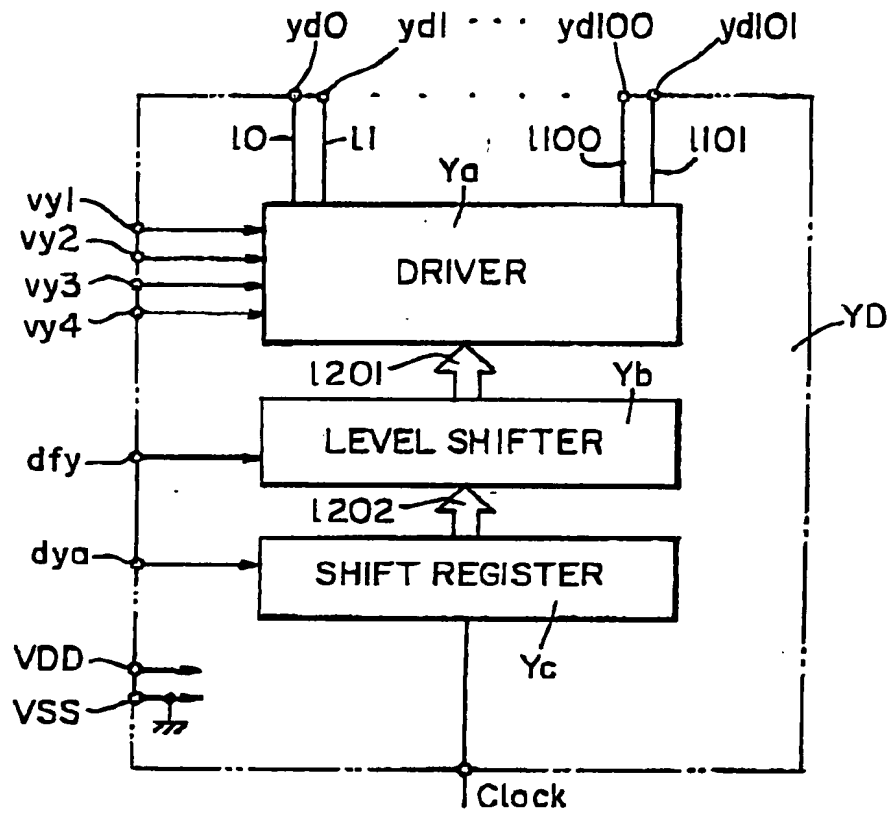 yd0 yd1 ··· yd100 yd101
l0 l1 l100 l101
Ya
vy1
vy2
vy3
vy4
DRIVER
YD
l201
Yb
LEVEL SHIFTER
dfy
l202
dya
SHIFT REGISTER
Yc
VDD
VSS
Clock